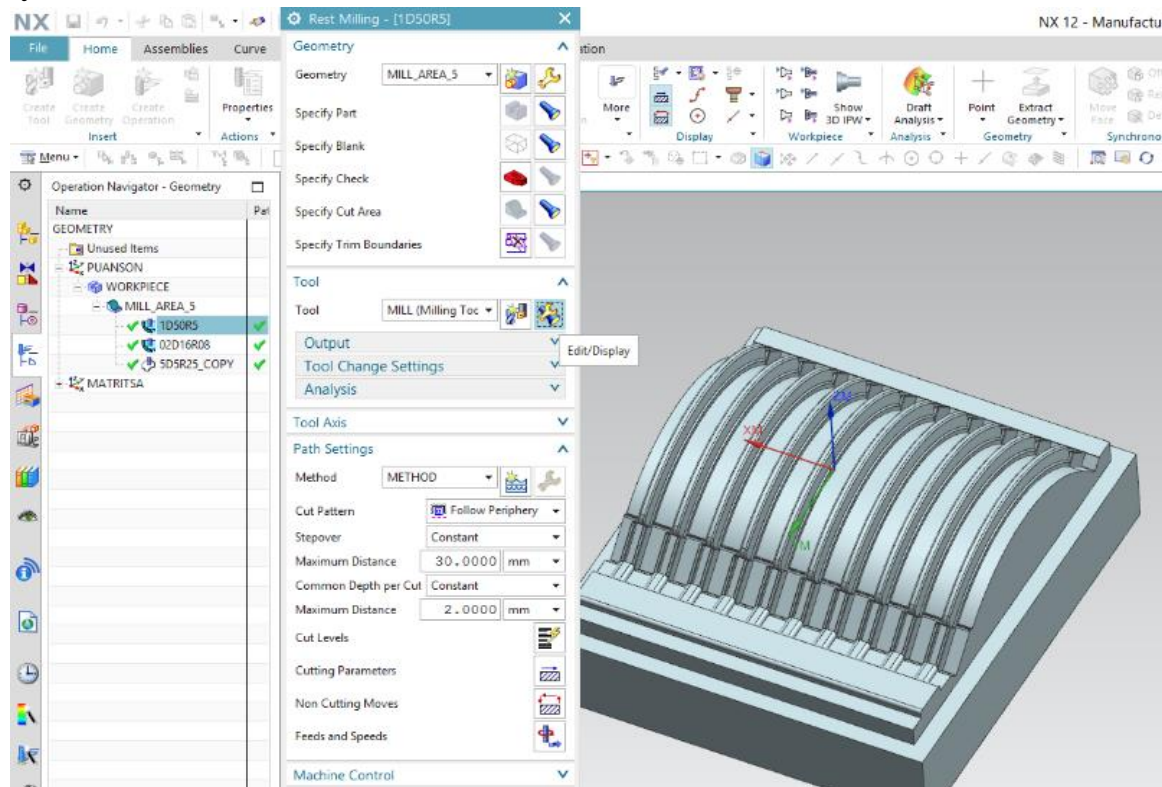 NX
Rest Milling - [1D50R5]
NX 12 - Manufactu
File
Home
Assemblies
Curve
ation
Create Tool
Create Geometry
Create Operation
Properties
Insert
Actions
More
Display
Show 3D IPW
Workpiece
Draft Analysis
Analysis
Point
Extract Geometry
Geometry
Move Face
Synchrono
Menu
Operation Navigator - Geometry
Name
GEOMETRY
Unused Items
PUANSON
WORKPIECE
MILL_AREA_5
1D50R5
02D16R08
5D5R25_COPY
MATRITSA
Geometry
Geometry MILL_AREA_5
Specify Part
Specify Blank
Specify Check
Specify Cut Area
Specify Trim Boundaries
Tool
Tool MILL (Milling Toc
Output
Tool Change Settings
Analysis
Edit/Display
Tool Axis
Path Settings
Method METHOD
Cut Pattern Follow Periphery
Stepover Constant
Maximum Distance 30.0000 mm
Common Depth per Cut Constant
Maximum Distance 2.0000 mm
Cut Levels
Cutting Parameters
Non Cutting Moves
Feeds and Speeds
Machine Control
ZM
XM